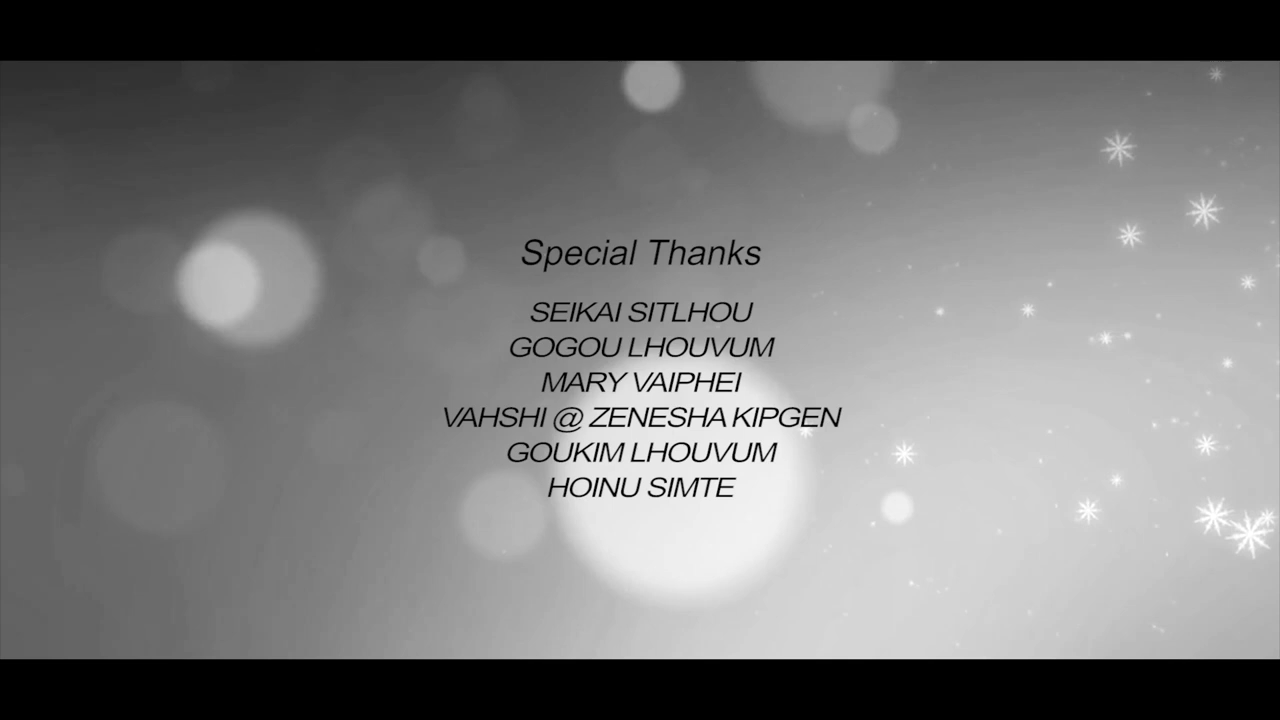 Special Thanks
SEIKAI SITLHOU
GOGOU LHOUVUM
MARY VAIPHEI
VAHSHI @ ZENESHA KIPGEN
GOUKIM LHOUVUM
HOINU SIMTE